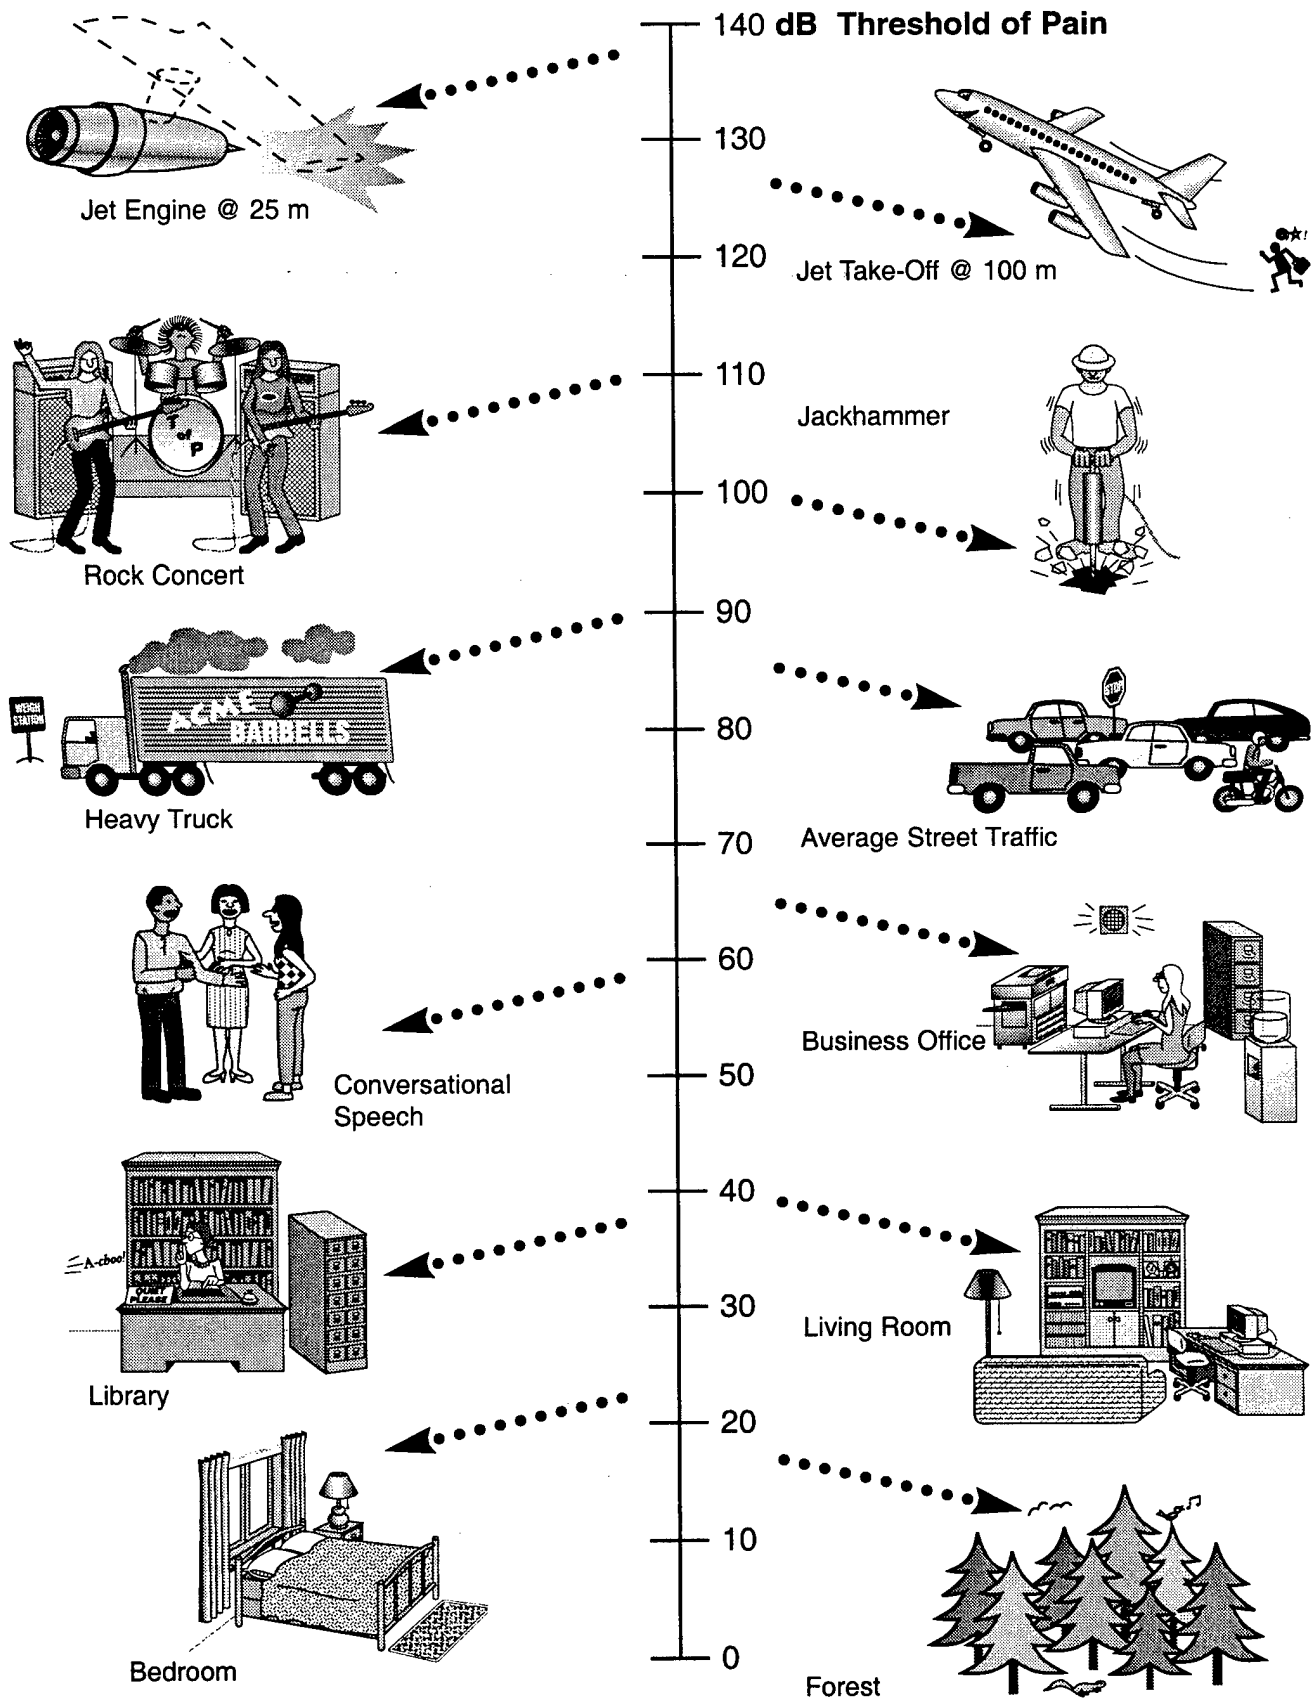 140 dB Threshold of Pain
130
Jet Engine @ 25 m
120
Jet Take-Off @ 100 m
@☆!
110
Jackhammer
T of P
100
Rock Concert
90
WEIGH
STATION
ACME
BARBELLS
STOP
80
Heavy Truck
70
Average Street Traffic
60
Business Office
50
Conversational
Speech
40
A-choo!
QUIET
PLEASE
30
Living Room
Library
20
10
0
Bedroom
Forest